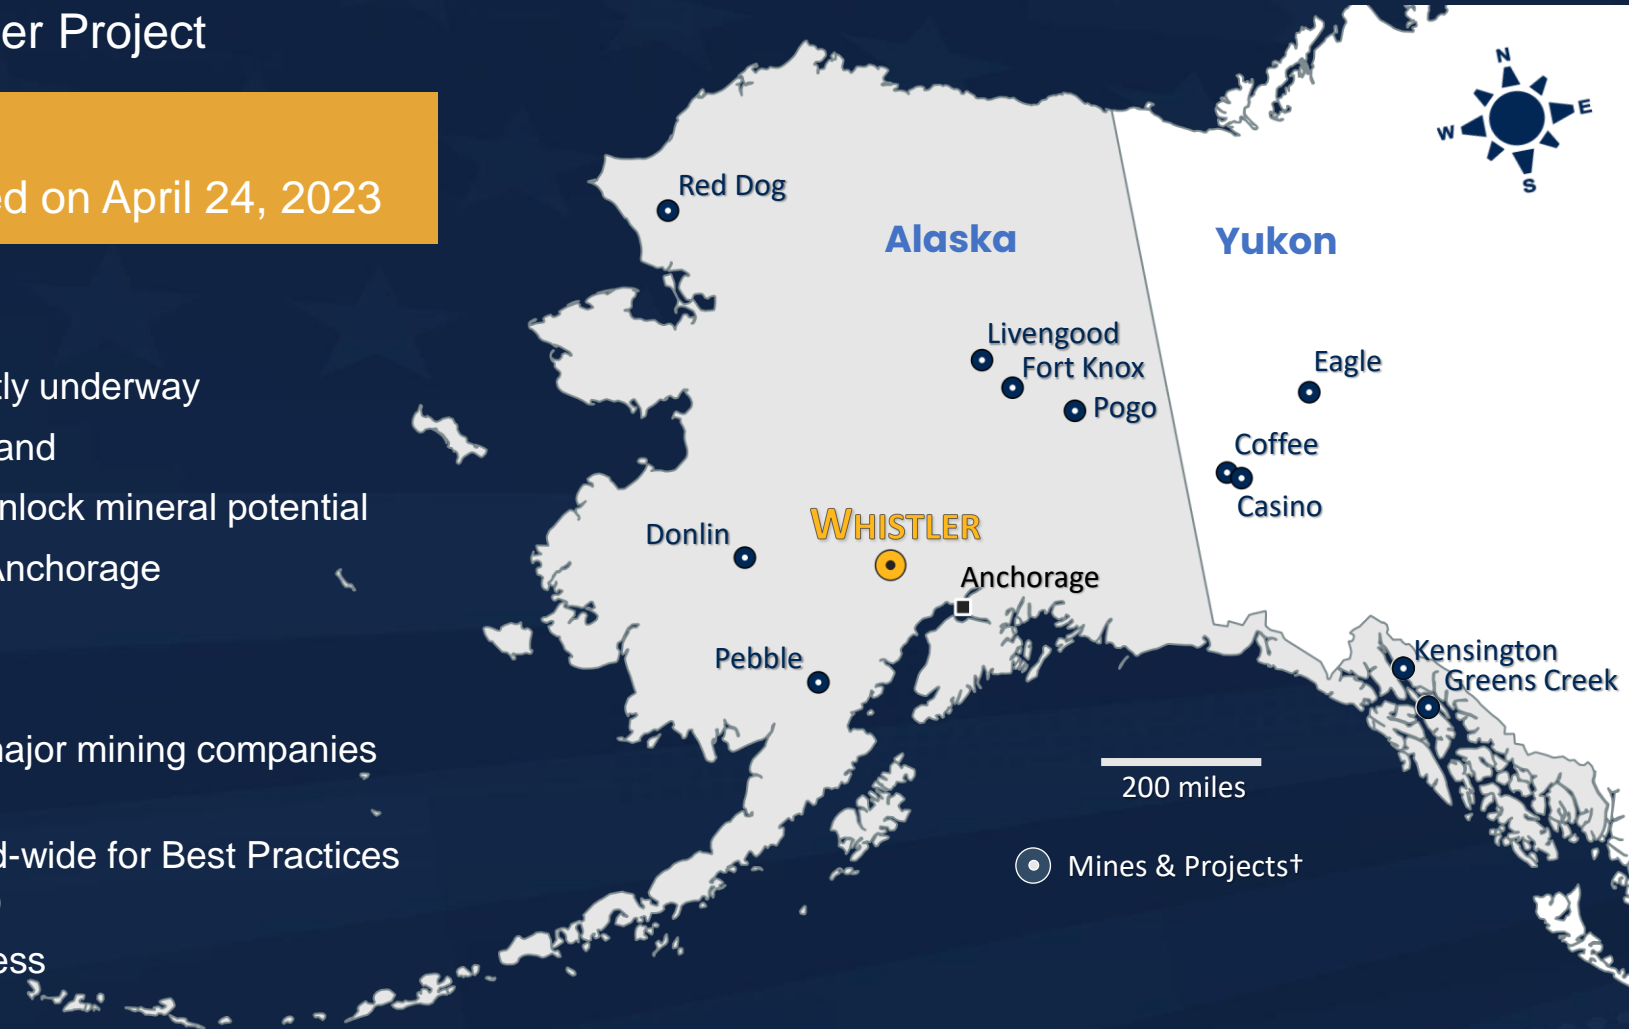 er Project
ed on April 24, 2023
tly underway
and
nlock mineral potential
Anchorage
najor mining companies
d-wide for Best Practices
)
ess
N
W
E
S
Red Dog
Alaska
Yukon
Livengood
Fort Knox
Pogo
Eagle
Coffee
Casino
Donlin
WHISTLER
Anchorage
Pebble
Kensington
Greens Creek
200 miles
Mines & Projects†